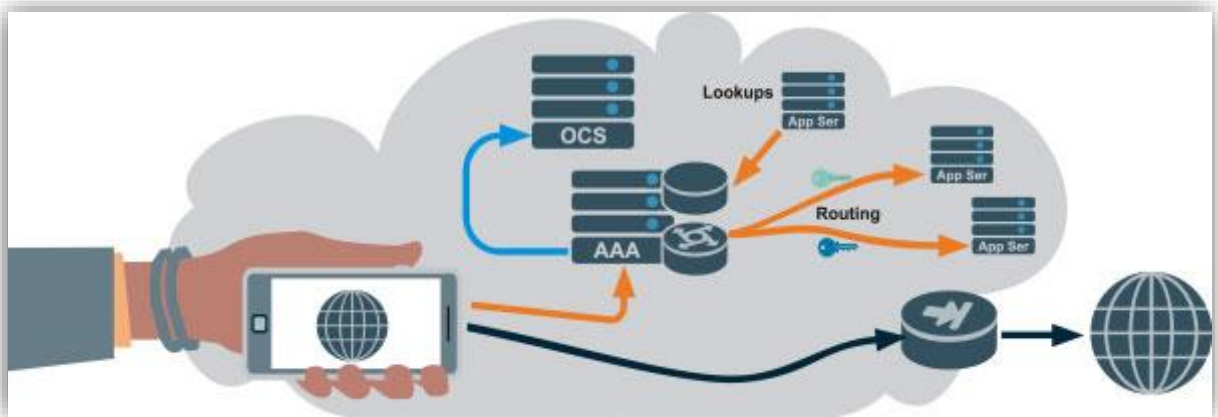 OCS
Lookups
App Ser
App Ser
AAA
Routing
App Ser